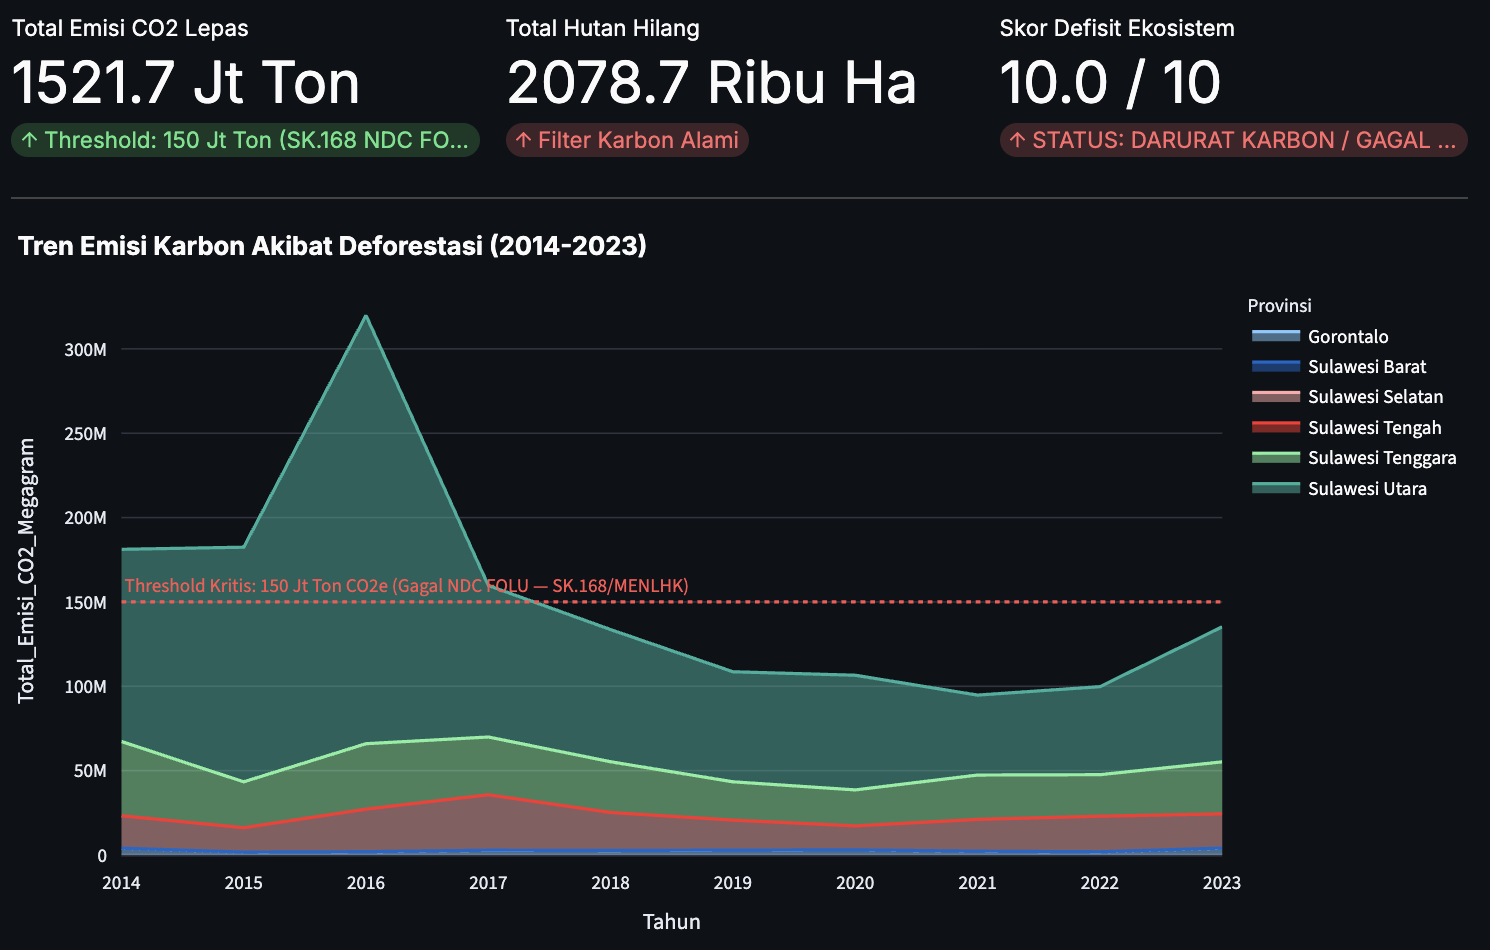 Total Emisi CO2 Lepas
1521.7 Jt Ton
↑ Threshold: 150 Jt Ton (SK.168 NDC FO...
Total Hutan Hilang
2078.7 Ribu Ha
↑ Filter Karbon Alami
Skor Defisit Ekosistem
10.0 / 10
↑ STATUS: DARURAT KARBON / GAGAL ...
Tren Emisi Karbon Akibat Deforestasi (2014-2023)
Provinsi
Gorontalo
Sulawesi Barat
Sulawesi Selatan
Sulawesi Tengah
Sulawesi Tenggara
Sulawesi Utara
Total_Emisi_CO2_Megagram
300M
250M
200M
150M
100M
50M
0
Threshold Kritis: 150 Jt Ton CO2e (Gagal NDC FOLU — SK.168/MENLHK)
2014 2015 2016 2017 2018 2019 2020 2021 2022 2023
Tahun